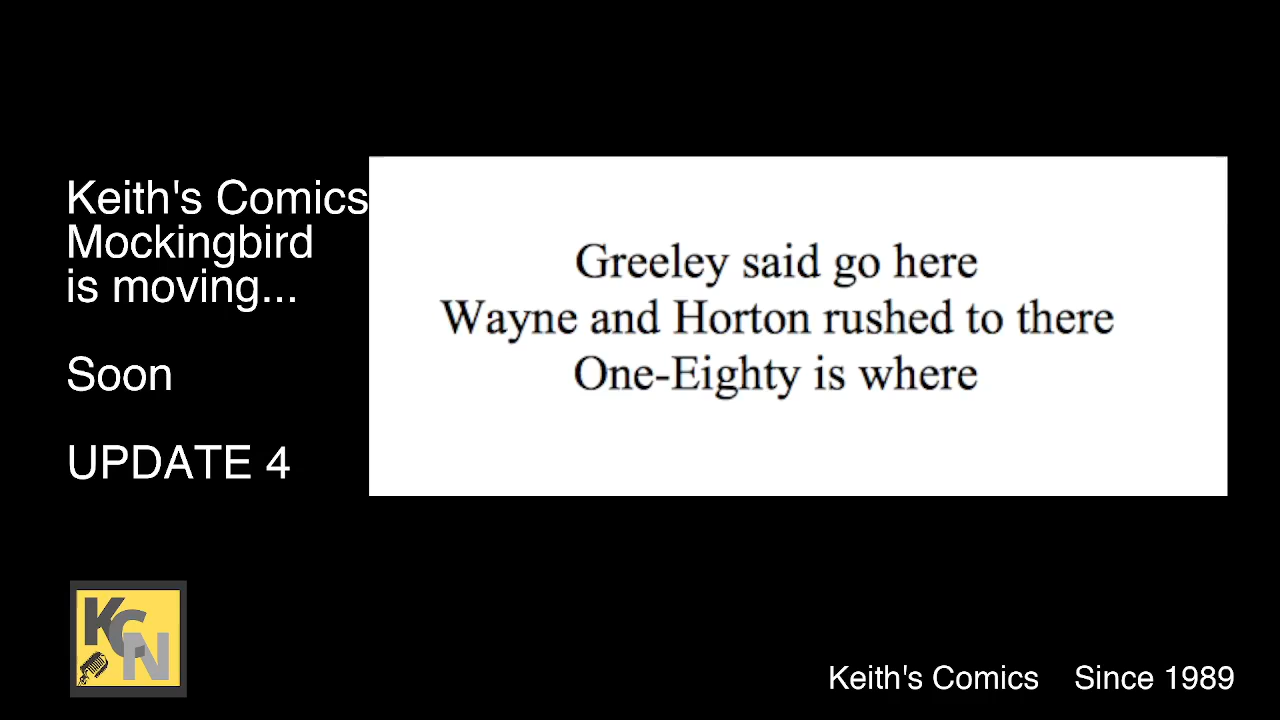 Keith's Comics
Mockingbird
is moving...
Soon
UPDATE 4
Greeley said go here
Wayne and Horton rushed to there
One-Eighty is where
KCN
Keith's Comics Since 1989